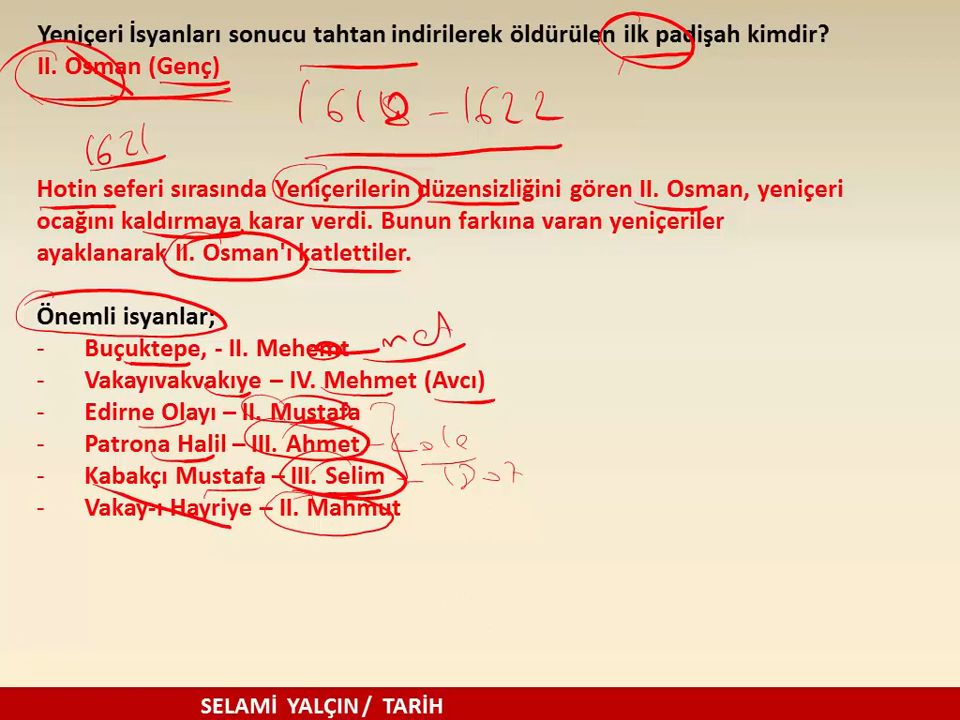 Yeniçeri İsyanları sonucu tahtan indirilerek öldürülen ilk padişah kimdir?
II. Osman (Genç)
1618 - 1622
1621
Hotin seferi sırasında Yeniçerilerin düzensizliğini gören II. Osman, yeniçeri
ocağını kaldırmaya karar verdi. Bunun farkına varan yeniçeriler
ayaklanarak II. Osman'ı katlettiler.
Önemli isyanlar;
- Buçuktepe, - II. Mehemt
- Vakayıvakvakıye – IV. Mehmet (Avcı)
- Edirne Olayı – II. Mustafa
- Patrona Halil – III. Ahmet
- Kabakçı Mustafa – III. Selim
- Vakay-ı Hayriye – II. Mahmut
SELAMİ YALÇIN / TARİH